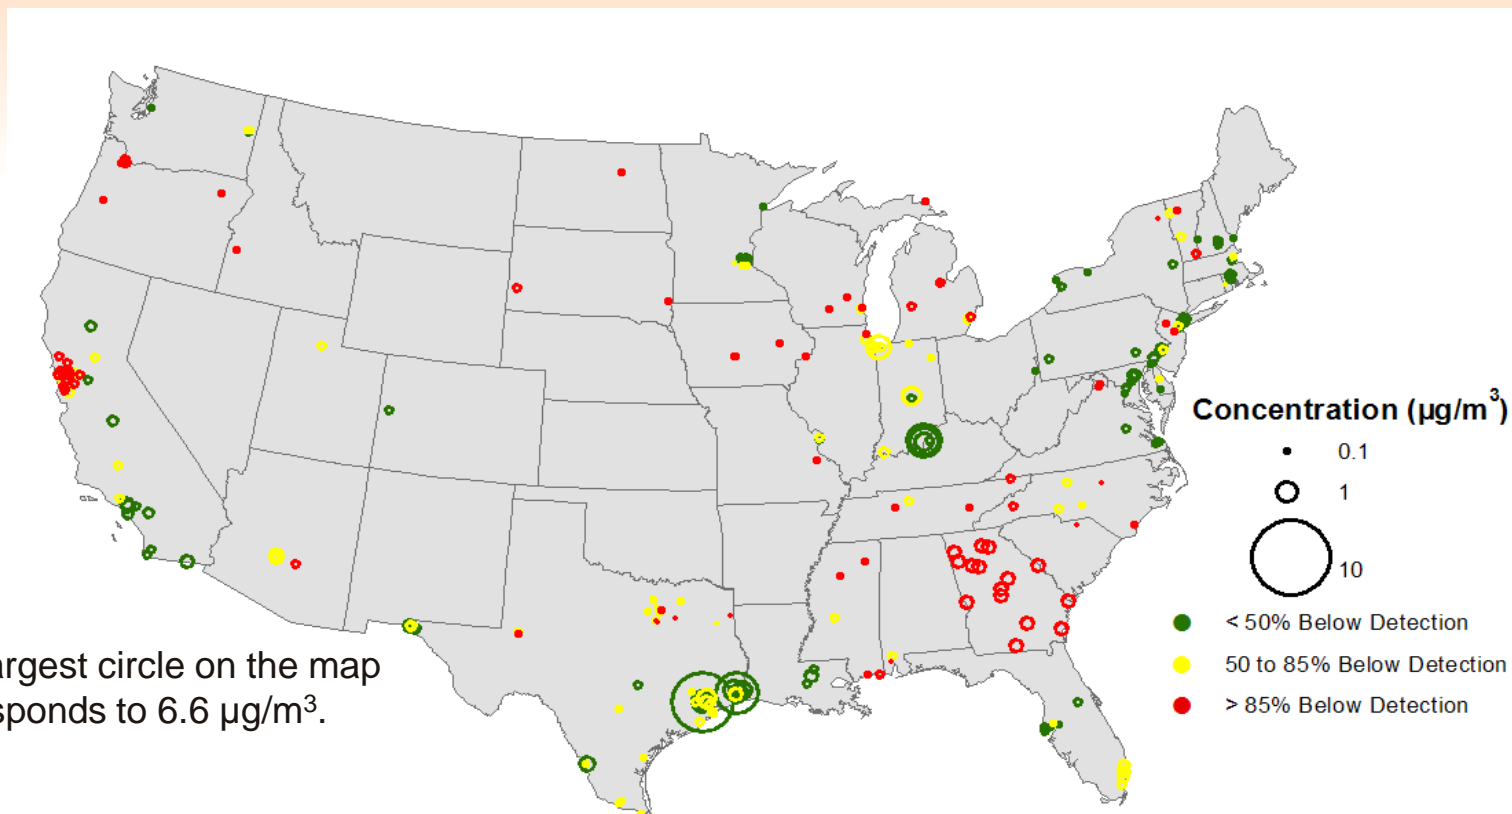 Concentration (µg/m³)
0.1
1
10
< 50% Below Detection
50 to 85% Below Detection
> 85% Below Detection
argest circle on the map
sponds to 6.6 µg/m³.